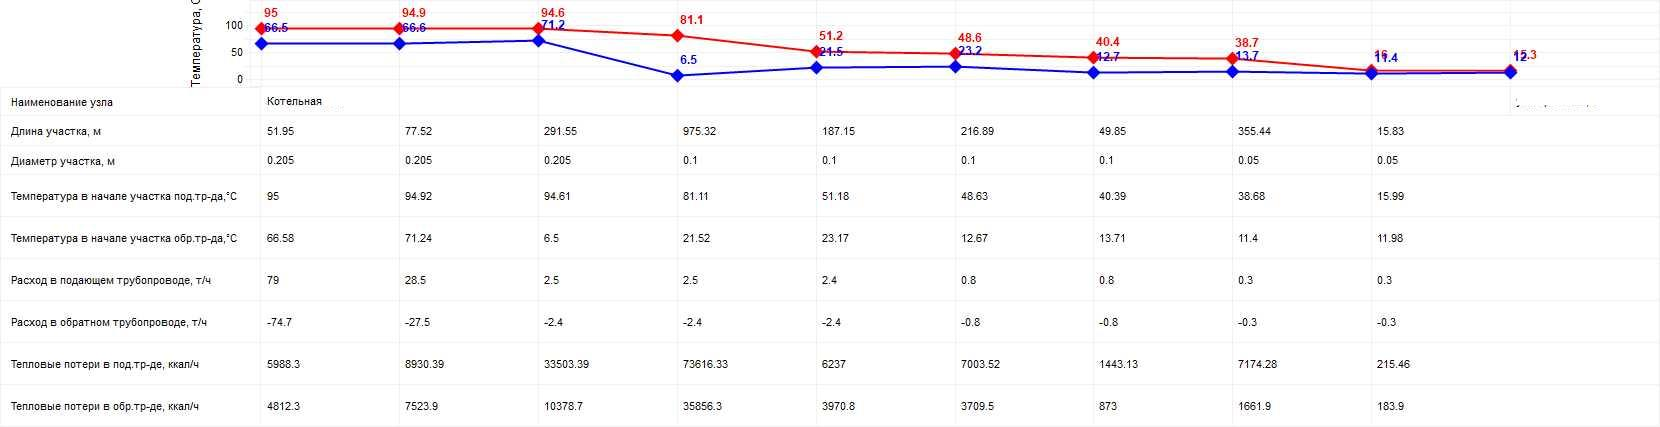 95 94.9 94.6 81.1 51.2 48.6 40.4 38.7 16 15.3
66.5 66.6 71.2 6.5 21.5 23.2 12.7 13.7 11.4 12
Температура,
100
50
0
Наименование узла Котельная
Длина участка, м 51.95 77.52 291.55 975.32 187.15 216.89 49.85 355.44 15.83
Диаметр участка, м 0.205 0.205 0.205 0.1 0.1 0.1 0.1 0.05 0.05
Температура в начале участка под.тр-да,°C 95 94.92 94.61 81.11 51.18 48.63 40.39 38.68 15.99
Температура в начале участка обр.тр-да,°C 66.58 71.24 6.5 21.52 23.17 12.67 13.71 11.4 11.98
Расход в подающем трубопроводе, т/ч 79 28.5 2.5 2.5 2.4 0.8 0.8 0.3 0.3
Расход в обратном трубопроводе, т/ч -74.7 -27.5 -2.4 -2.4 -2.4 -0.8 -0.8 -0.3 -0.3
Тепловые потери в под.тр-де, ккал/ч 5988.3 8930.39 33503.39 73616.33 6237 7003.52 1443.13 7174.28 215.46
Тепловые потери в обр.тр-де, ккал/ч 4812.3 7523.9 10378.7 35856.3 3970.8 3709.5 873 1661.9 183.9